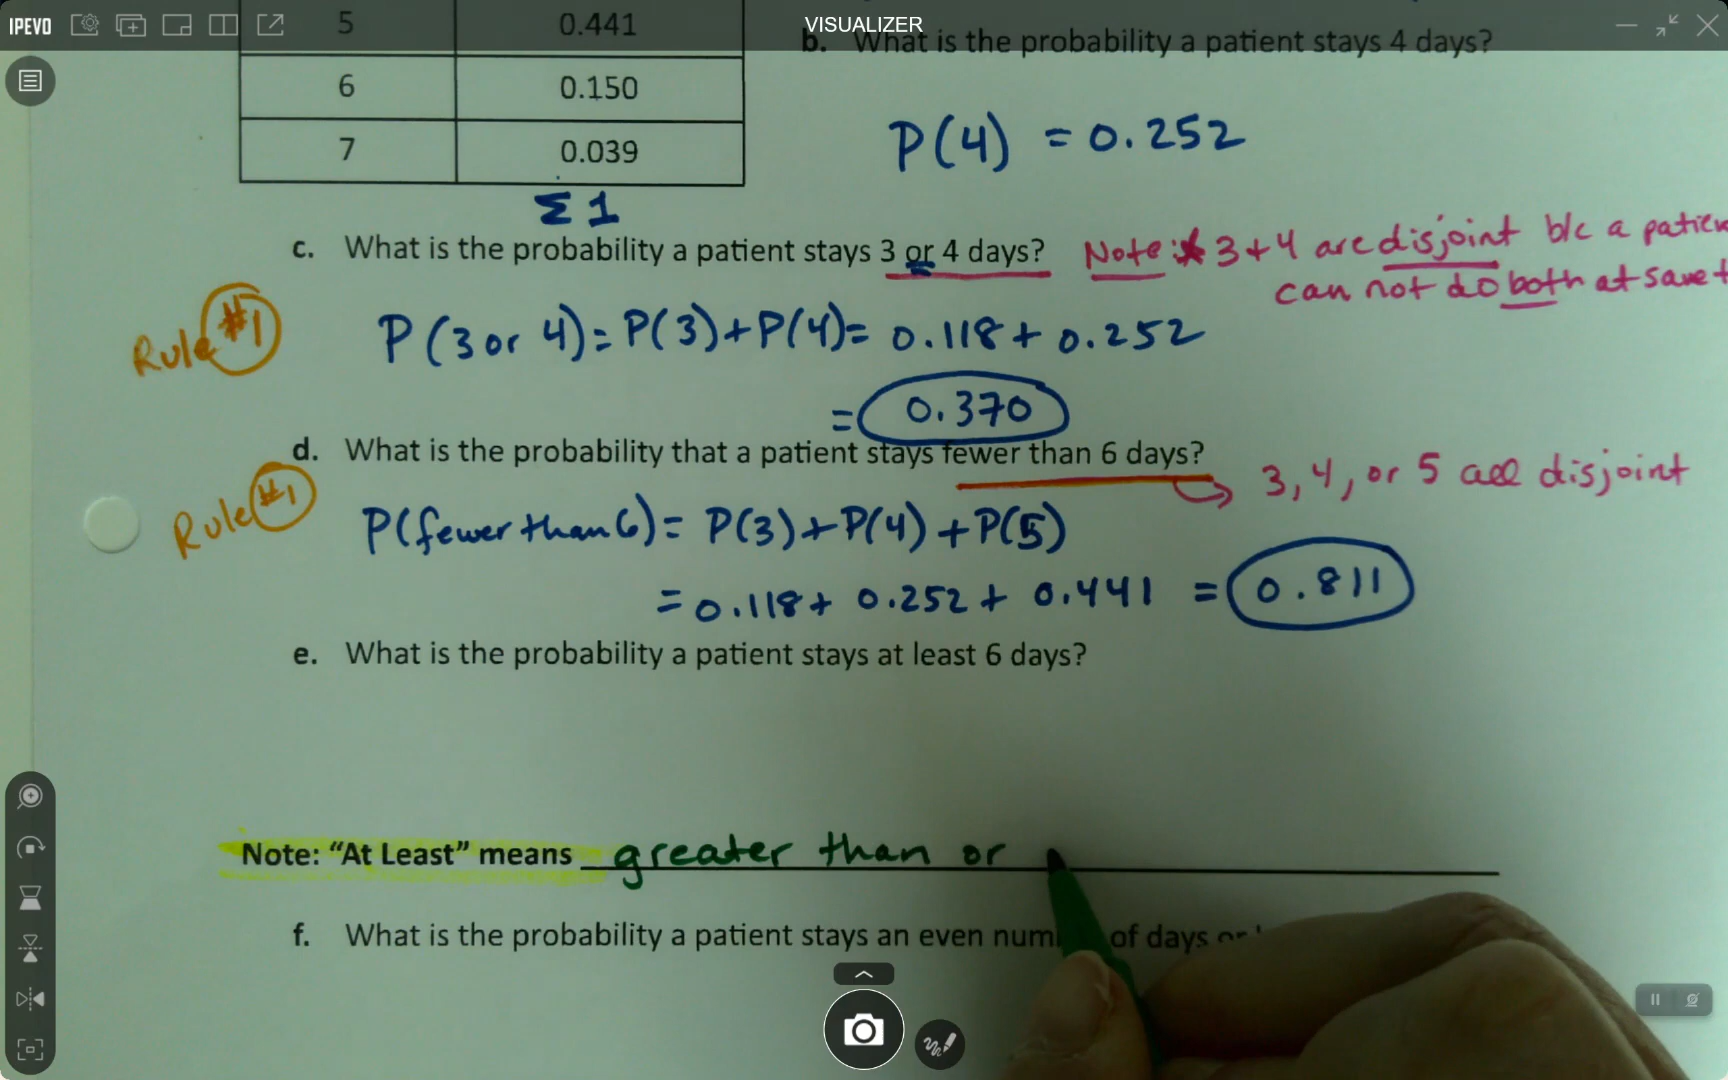 IPEVO
VISUALIZER
5 0.441
b. What is the probability a patient stays 4 days?
6 0.150
7 0.039
P(4) = 0.252
Σ 1
c. What is the probability a patient stays 3 or 4 days?
Note: * 3+4 are disjoint b/c a patien
can not do both at same t
Rule #1
P(3 or 4) = P(3)+P(4) = 0.118 + 0.252
= 0.370
d. What is the probability that a patient stays fewer than 6 days?
3, 4, or 5 all disjoint
Rule #1
P(fewer than 6) = P(3) + P(4) + P(5)
= 0.118 + 0.252 + 0.441 = 0.811
e. What is the probability a patient stays at least 6 days?
Note: “At Least” means greater than or
f. What is the probability a patient stays an even num of days or